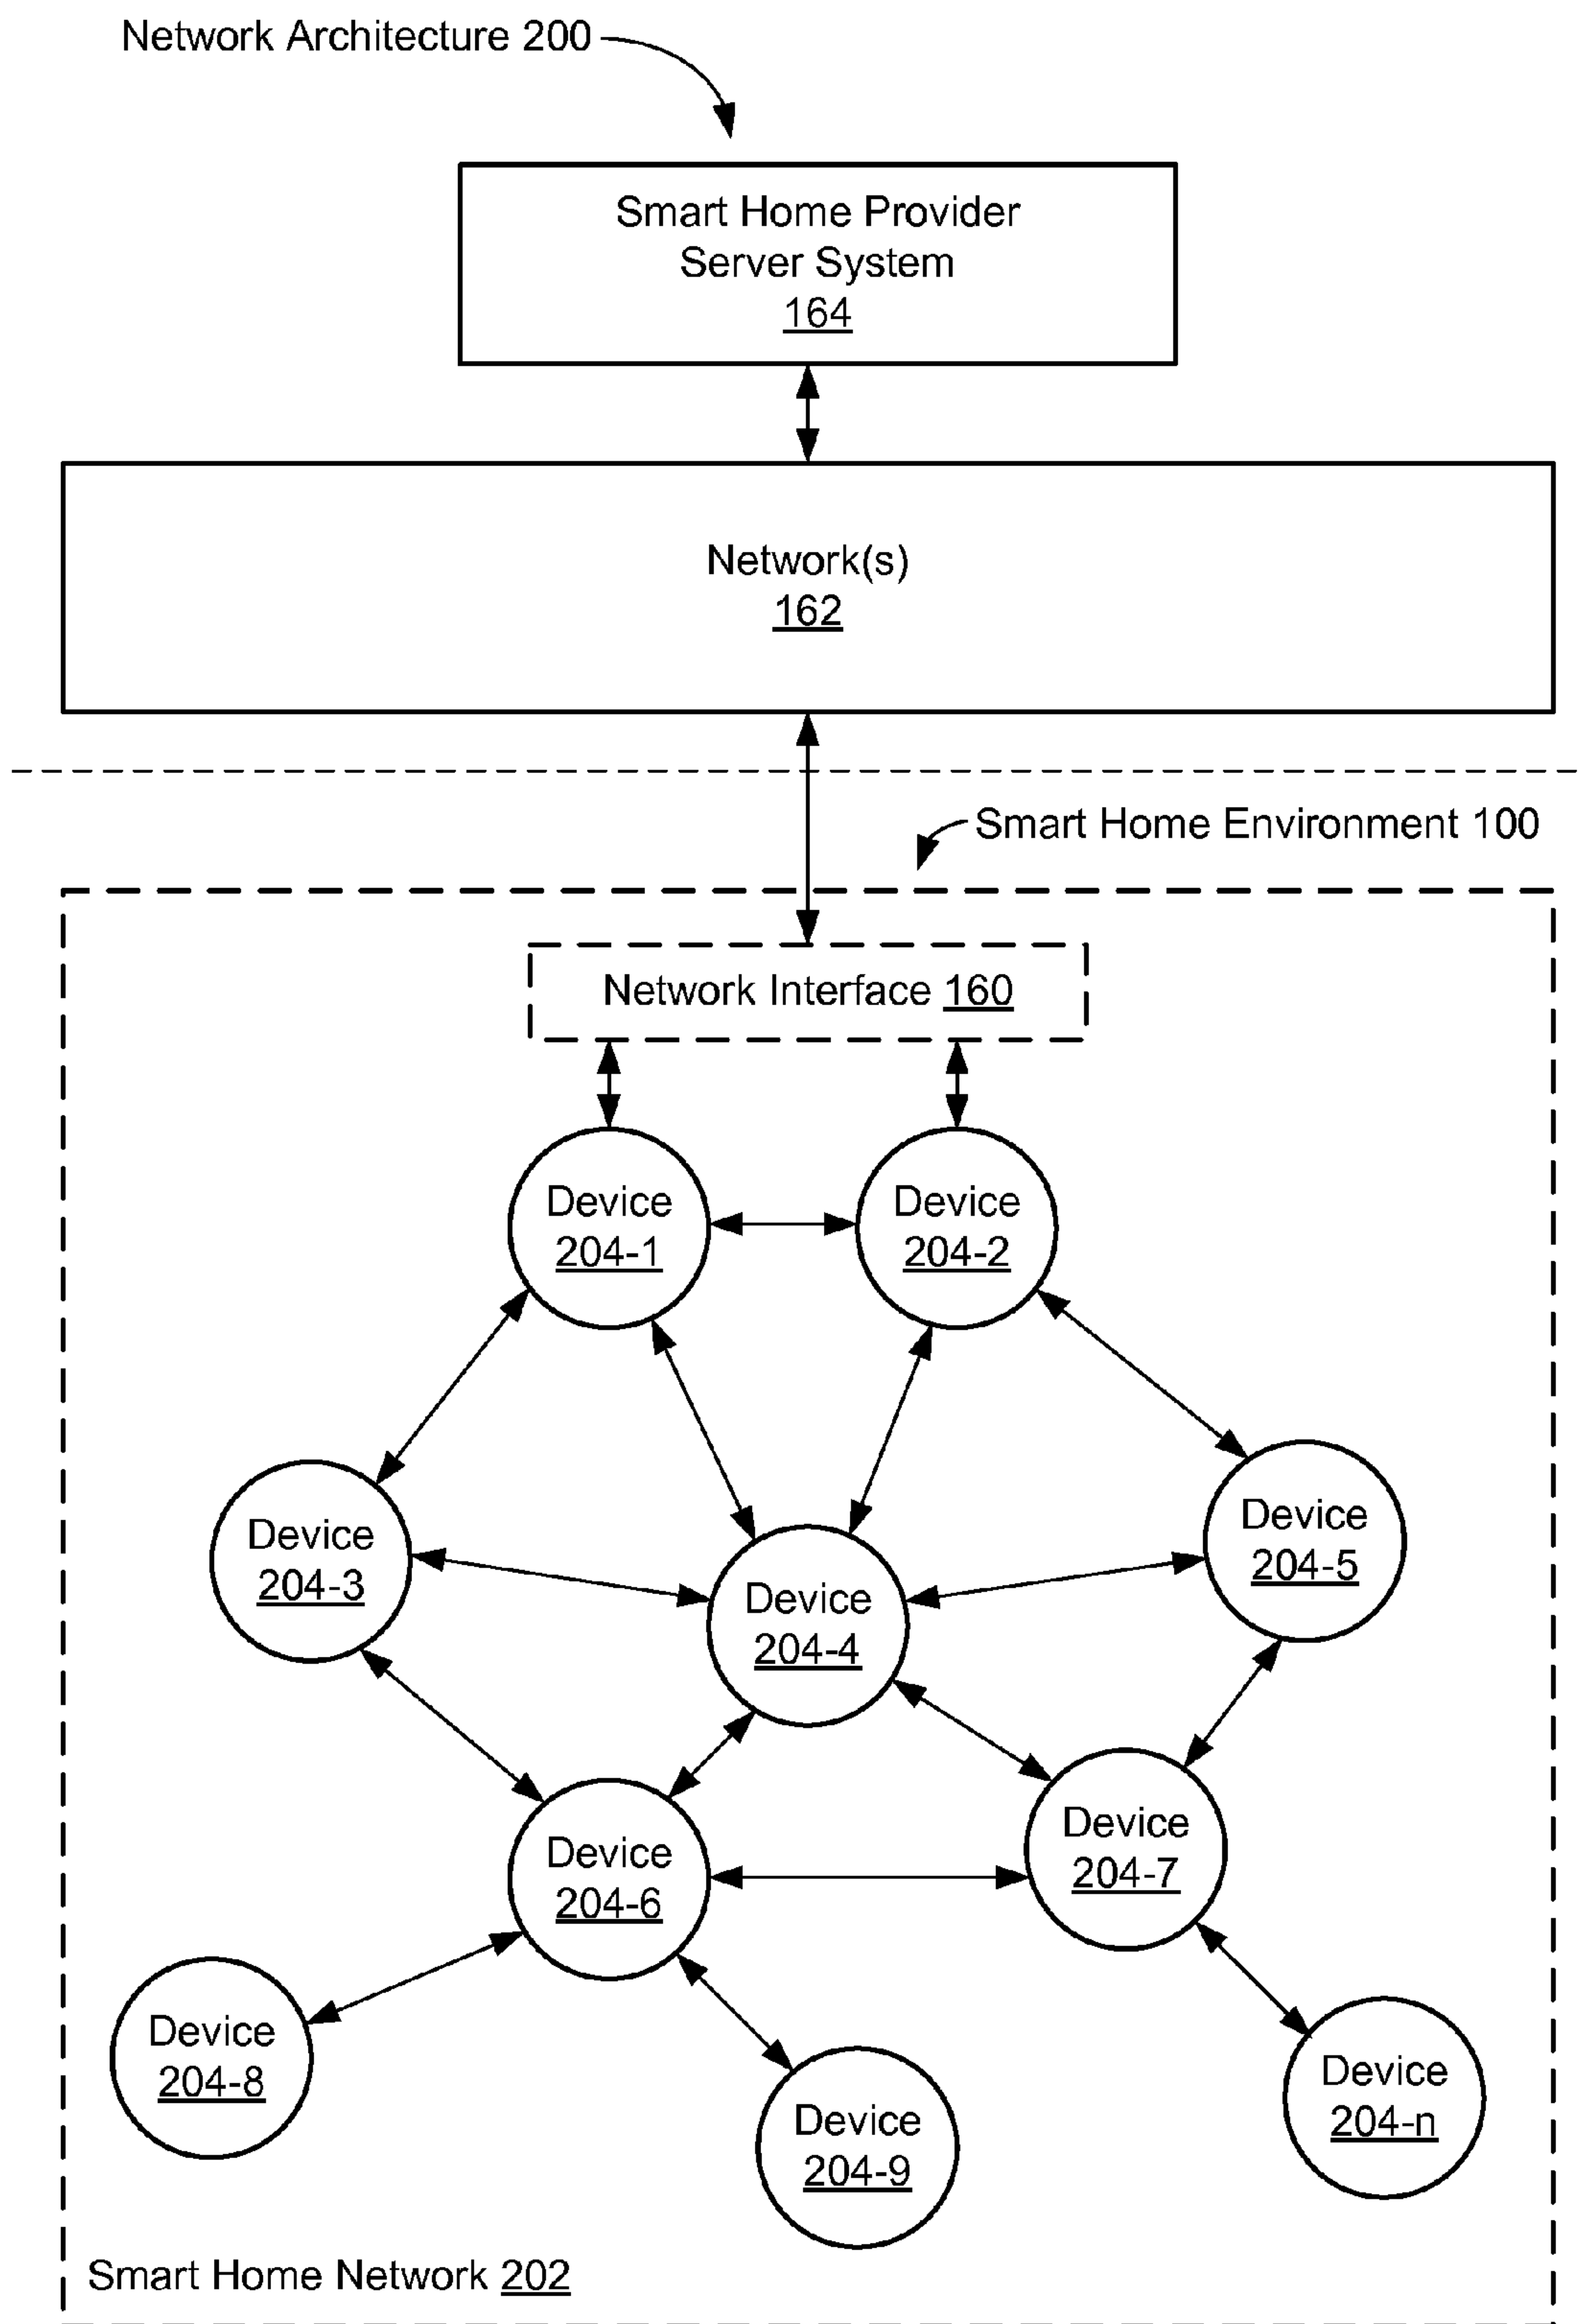 Network Architecture 200
Smart Home Provider
Server System
164
Network(s)
162
Smart Home Environment 100
Network Interface 160
Device
204-1
Device
204-2
Device
204-3
Device
204-4
Device
204-5
Device
204-6
Device
204-7
Device
204-8
Device
204-9
Device
204-n
Smart Home Network 202